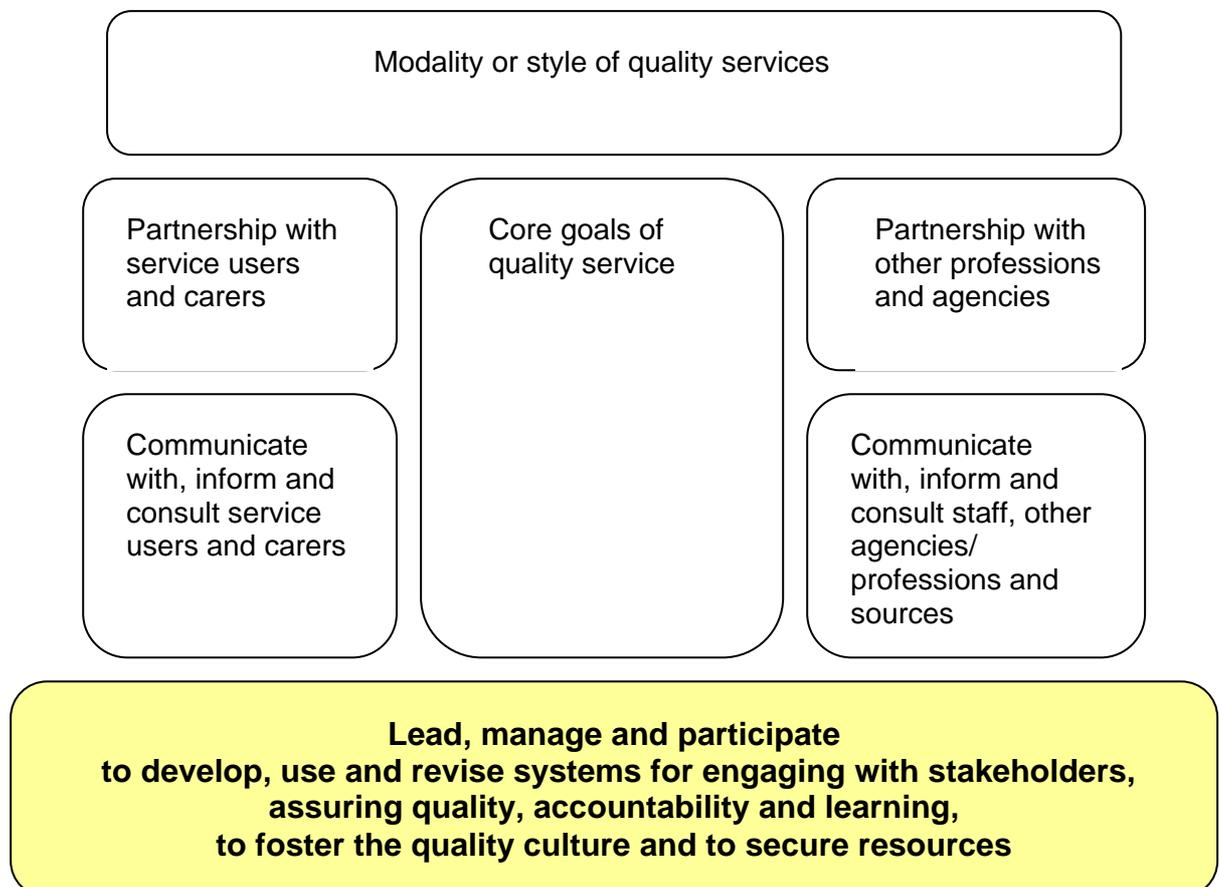 Modality or style of quality services
Partnership with
service users
and carers
Core goals of
quality service
Partnership with
other professions
and agencies
Communicate
with, inform and
consult service
users and carers
Communicate
with, inform and
consult staff, other
agencies/
professions and
sources
Lead, manage and participate
to develop, use and revise systems for engaging with stakeholders,
assuring quality, accountability and learning,
to foster the quality culture and to secure resources